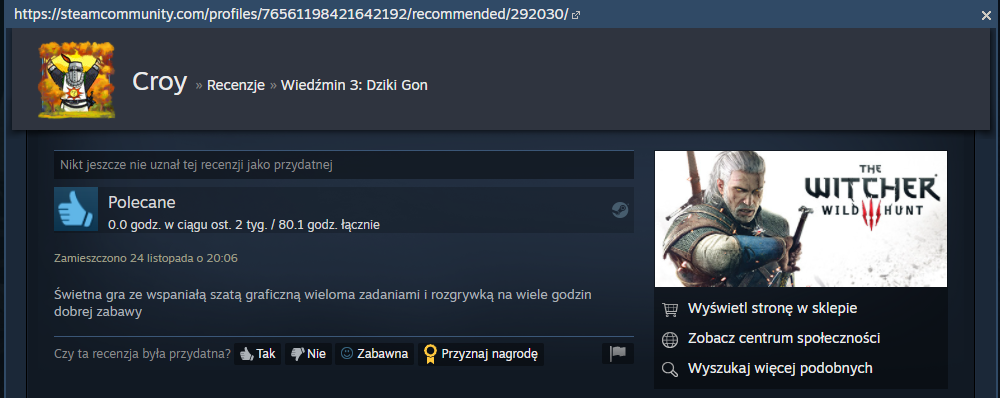 https://steamcommunity.com/profiles/76561198421642192/recommended/292030/
Croy » Recenzje » Wiedźmin 3: Dziki Gon
Nikt jeszcze nie uznał tej recenzji jako przydatnej
Polecane
0.0 godz. w ciągu ost. 2 tyg. / 80.1 godz. łącznie
Zamieszczono 24 listopada o 20:06
Świetna gra ze wspaniałą szatą graficzną wieloma zadaniami i rozgrywką na wiele godzin
dobrej zabawy
Czy ta recenzja była przydatna? Tak Nie Zabawna Przyznaj nagrodę
THE
WITCHER
WILD HUNT
Wyświetl stronę w sklepie
Zobacz centrum społeczności
Wyszukaj więcej podobnych